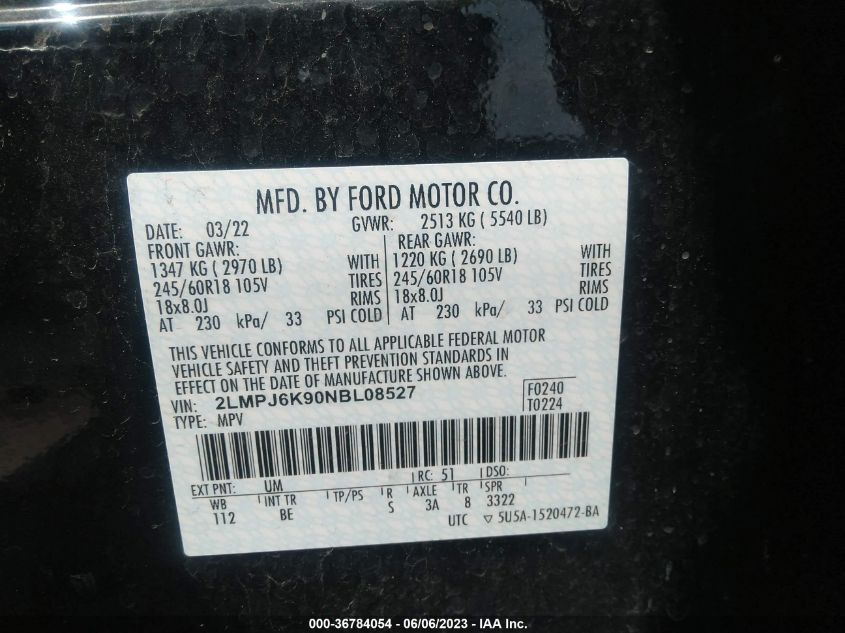 MFD. BY FORD MOTOR CO.
DATE: 03/22 GVWR: 2513 KG ( 5540 LB)
FRONT GAWR: REAR GAWR:
1347 KG ( 2970 LB) WITH 1220 KG ( 2690 LB) WITH
245/60R18 105V TIRES 245/60R18 105V TIRES
18x8.0J RIMS 18x8.0J RIMS
AT 230 kPa/ 33 PSI COLD AT 230 kPa/ 33 PSI COLD
THIS VEHICLE CONFORMS TO ALL APPLICABLE FEDERAL MOTOR
VEHICLE SAFETY AND THEFT PREVENTION STANDARDS IN
EFFECT ON THE DATE OF MANUFACTURE SHOWN ABOVE.
VIN: 2LMPJ6K90NBL08527 F0240
TYPE: MPV T0224
EXT PNT: UM RC: 51 DSO:
WB INT TR TP/PS R AXLE TR SPR
112 BE S 3A 8 3322
UTC ▽ 5U5A-1520472-BA
000-36784054 - 06/06/2023 - IAA Inc.